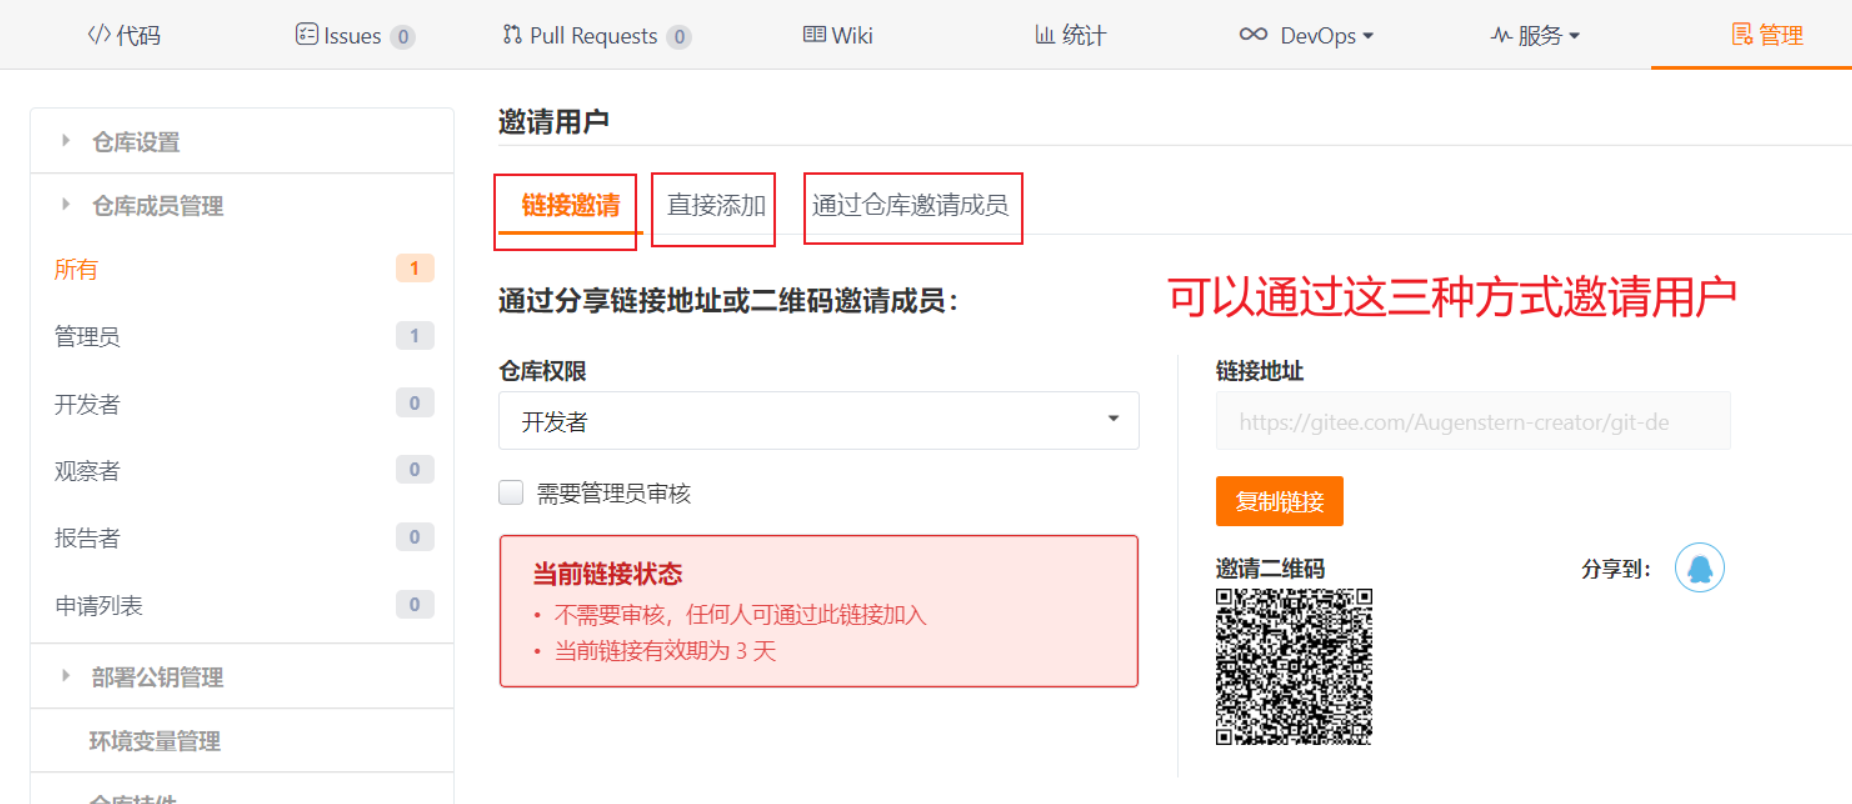 代码
Issues 0
Pull Requests 0
Wiki
统计
DevOps
服务
管理
仓库设置
仓库成员管理
所有 1
管理员 1
开发者 0
观察者 0
报告者 0
申请列表 0
部署公钥管理
环境变量管理
仓库挂件
邀请用户
链接邀请
直接添加
通过仓库邀请成员
可以通过这三种方式邀请用户
通过分享链接地址或二维码邀请成员：
仓库权限
开发者
需要管理员审核
当前链接状态
• 不需要审核，任何人可通过此链接加入
• 当前链接有效期为 3 天
链接地址
https://gitee.com/Augenstern-creator/git-de
复制链接
邀请二维码
分享到：